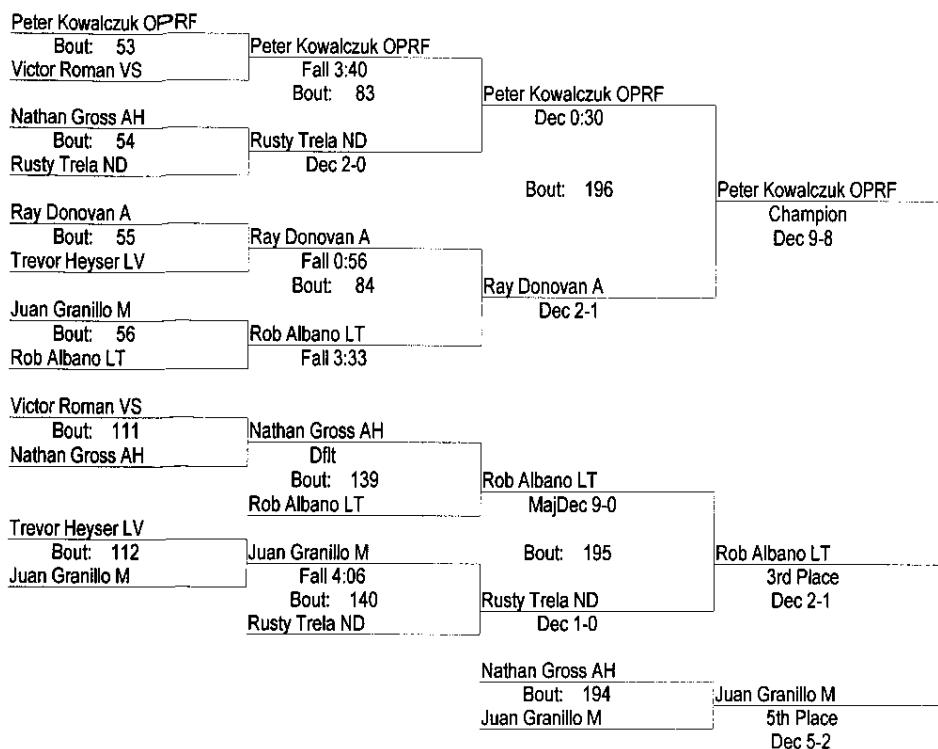 Peter Kowalczuk OPRF
Bout: 53
Victor Roman VS
Peter Kowalczuk OPRF
Fall 3:40
Bout: 83
Nathan Gross AH
Bout: 54
Rusty Trela ND
Rusty Trela ND
Dec 2-0
Peter Kowalczuk OPRF
Dec 0:30
Bout: 196
Ray Donovan A
Bout: 55
Trevor Heyser LV
Ray Donovan A
Fall 0:56
Bout: 84
Juan Granillo M
Bout: 56
Rob Albano LT
Rob Albano LT
Fall 3:33
Ray Donovan A
Dec 2-1
Peter Kowalczuk OPRF
Champion
Dec 9-8
Victor Roman VS
Bout: 111
Nathan Gross AH
Nathan Gross AH
Dflt
Bout: 139
Rob Albano LT
Rob Albano LT
MajDec 9-0
Bout: 195
Trevor Heyser LV
Bout: 112
Juan Granillo M
Juan Granillo M
Fall 4:06
Bout: 140
Rusty Trela ND
Rusty Trela ND
Dec 1-0
Rob Albano LT
3rd Place
Dec 2-1
Nathan Gross AH
Bout: 194
Juan Granillo M
Juan Granillo M
5th Place
Dec 5-2